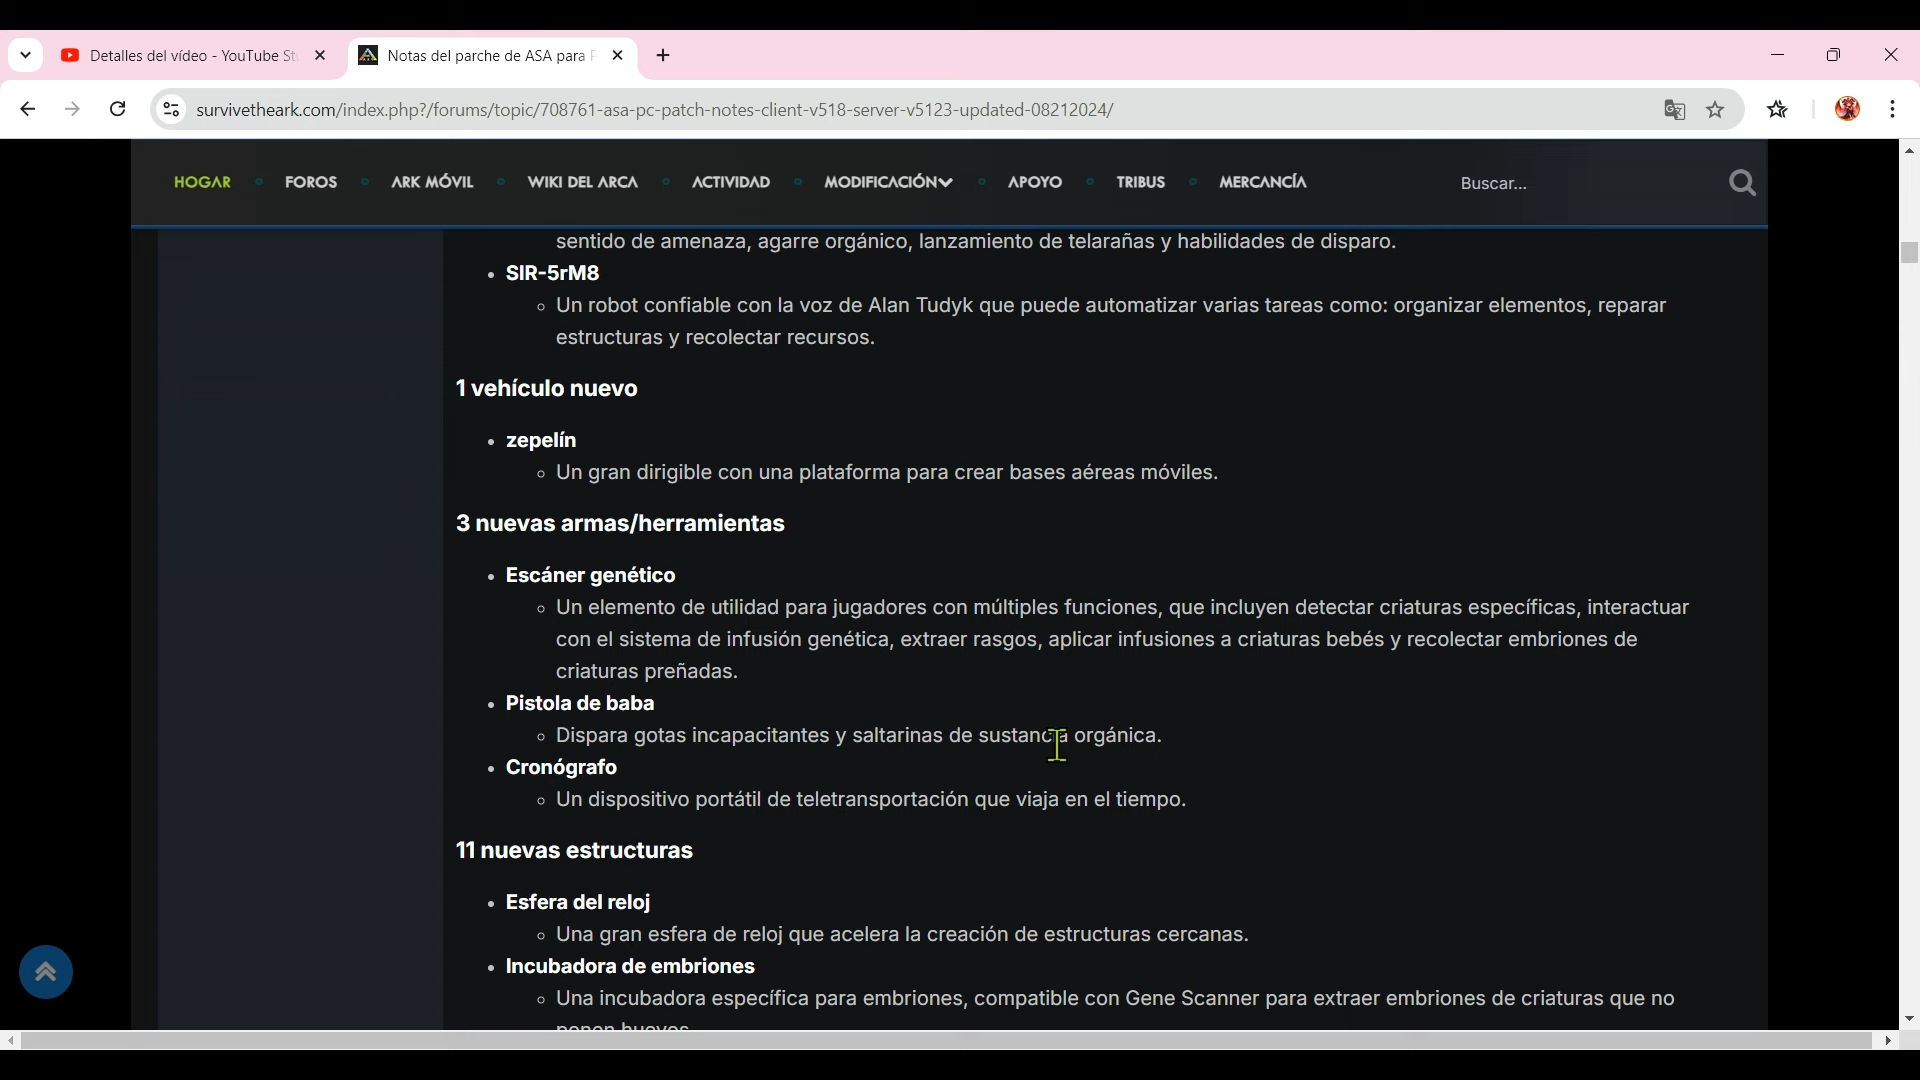 Detalles del vídeo - YouTube St
Notas del parche de ASA para P
survivetheark.com/index.php?/forums/topic/708761-asa-pc-patch-notes-client-v518-server-v5123-updated-08212024/
HOGAR
FOROS
ARK MÓVIL
WIKI DEL ARCA
ACTIVIDAD
MODIFICACIÓN
APOYO
TRIBUS
MERCANCÍA
Buscar...
sentido de amenaza, agarre orgánico, lanzamiento de telarañas y habilidades de disparo.
SIR-5rM8
Un robot confiable con la voz de Alan Tudyk que puede automatizar varias tareas como: organizar elementos, reparar
estructuras y recolectar recursos.
1 vehículo nuevo
zepelín
Un gran dirigible con una plataforma para crear bases aéreas móviles.
3 nuevas armas/herramientas
Escáner genético
Un elemento de utilidad para jugadores con múltiples funciones, que incluyen detectar criaturas específicas, interactuar
con el sistema de infusión genética, extraer rasgos, aplicar infusiones a criaturas bebés y recolectar embriones de
criaturas preñadas.
Pistola de baba
Dispara gotas incapacitantes y saltarinas de sustancia orgánica.
Cronógrafo
Un dispositivo portátil de teletransportación que viaja en el tiempo.
11 nuevas estructuras
Esfera del reloj
Una gran esfera de reloj que acelera la creación de estructuras cercanas.
Incubadora de embriones
Una incubadora específica para embriones, compatible con Gene Scanner para extraer embriones de criaturas que no
ponen huevos.